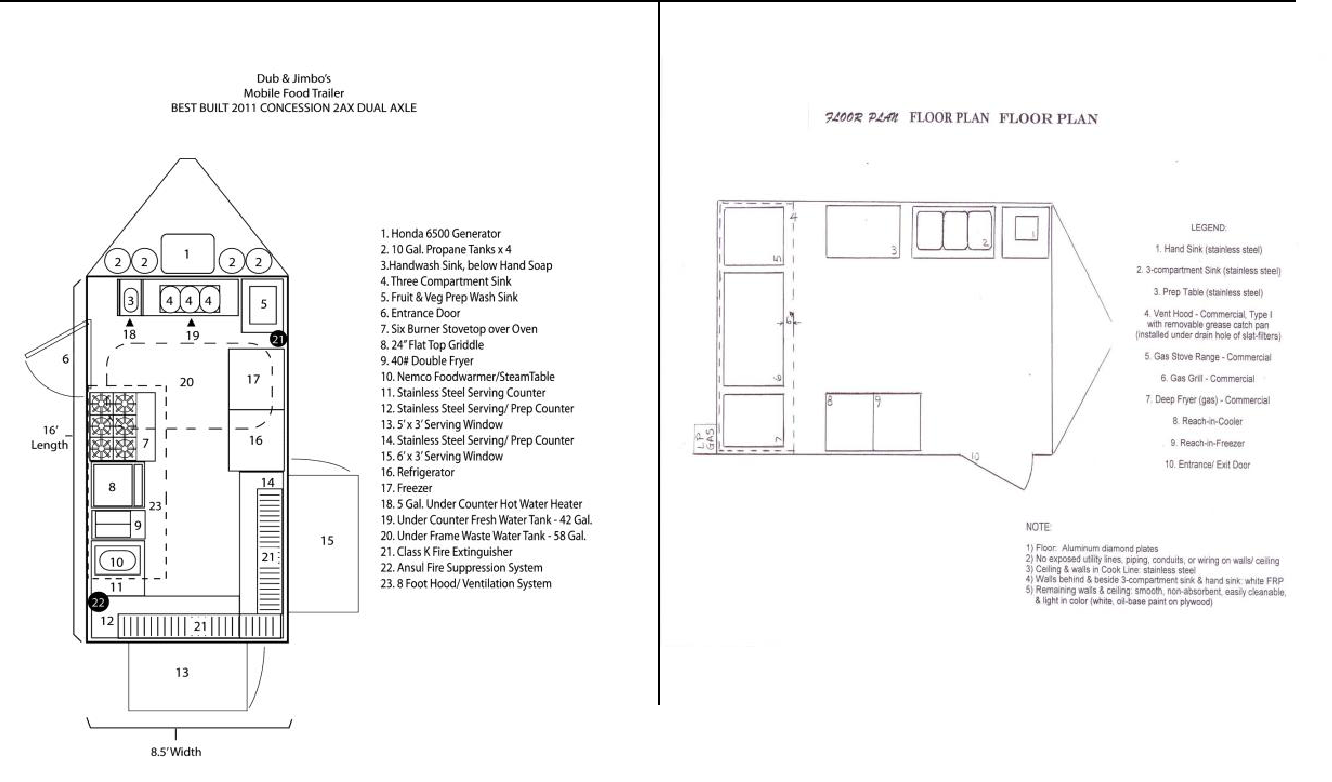 Dub & Jimbo's
Mobile Food Trailer
BEST BUILT 2011 CONCESSION 2AX DUAL AXLE
1
2 2 2 2
3 4 4 4 5
18 19 21
6 20 17
16'
Length
7 16
8 14
23
9
15
10 21
11
22
12 21
13
8.5' Width
1. Honda 6500 Generator
2. 10 Gal. Propane Tanks x 4
3.Handwash Sink, below Hand Soap
4. Three Compartment Sink
5. Fruit & Veg Prep Wash Sink
6. Entrance Door
7. Six Burner Stovetop over Oven
8. 24" Flat Top Griddle
9. 40# Double Fryer
10. Nemco Foodwarmer/SteamTable
11. Stainless Steel Serving Counter
12. Stainless Steel Serving/ Prep Counter
13. 5' x 3' Serving Window
14. Stainless Steel Serving/ Prep Counter
15. 6' x 3' Serving Window
16. Refrigerator
17. Freezer
18. 5 Gal. Under Counter Hot Water Heater
19. Under Counter Fresh Water Tank - 42 Gal.
20. Under Frame Waste Water Tank - 58 Gal.
21. Class K Fire Extinguisher
22. Ansul Fire Suppression System
23. 8 Foot Hood/ Ventilation System
FLOOR PLAN FLOOR PLAN FLOOR PLAN
4
5 3 2 1
6"
6
8 9
7
LP
GAS
10
LEGEND:
1. Hand Sink (stainless steel)
2. 3-compartment Sink (stainless steel)
3. Prep Table (stainless steel)
4. Vent Hood - Commercial, Type I
with removable grease catch pan
(installed under drain hole of slat-filters)
5. Gas Stove Range - Commercial
6. Gas Grill - Commercial
7. Deep Fryer (gas) - Commercial
8. Reach-in-Cooler
9. Reach-in-Freezer
10. Entrance/ Exit Door
NOTE:
1) Floor: Aluminum diamond plates
2) No exposed utility lines, piping, conduits, or wiring on walls/ ceiling
3) Ceiling & walls in Cook Line: stainless steel
4) Walls behind & beside 3-compartment sink & hand sink: white FRP
5) Remaining walls & ceiling: smooth, non-absorbent, easily cleanable,
& light in color (white, oil-base paint on plywood)